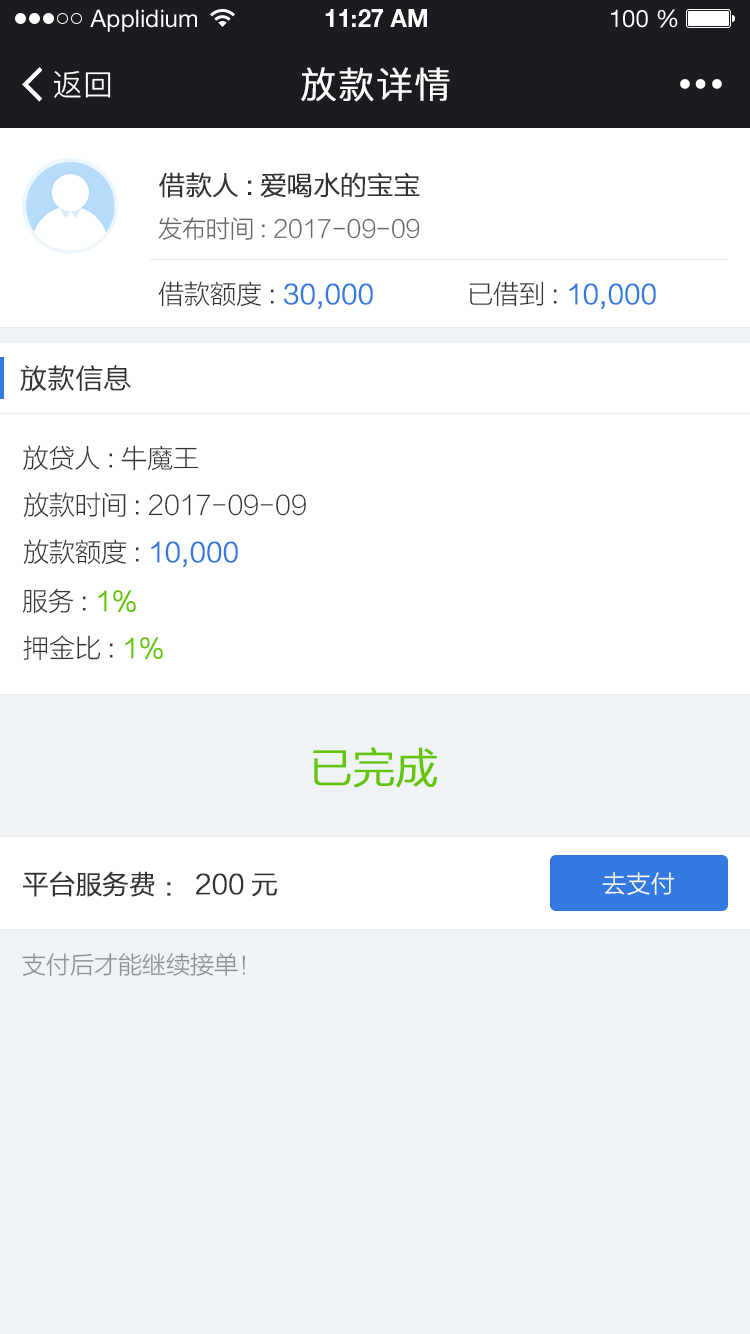 Applidium 11:27 AM 100 %
返回 放款详情
借款人 : 爱喝水的宝宝
发布时间 : 2017-09-09
借款额度 : 30,000 已借到 : 10,000
放款信息
放贷人 : 牛魔王
放款时间 : 2017-09-09
放款额度 : 10,000
服务 : 1%
押金比 : 1%
已完成
平台服务费 : 200 元 去支付
支付后才能继续接单!